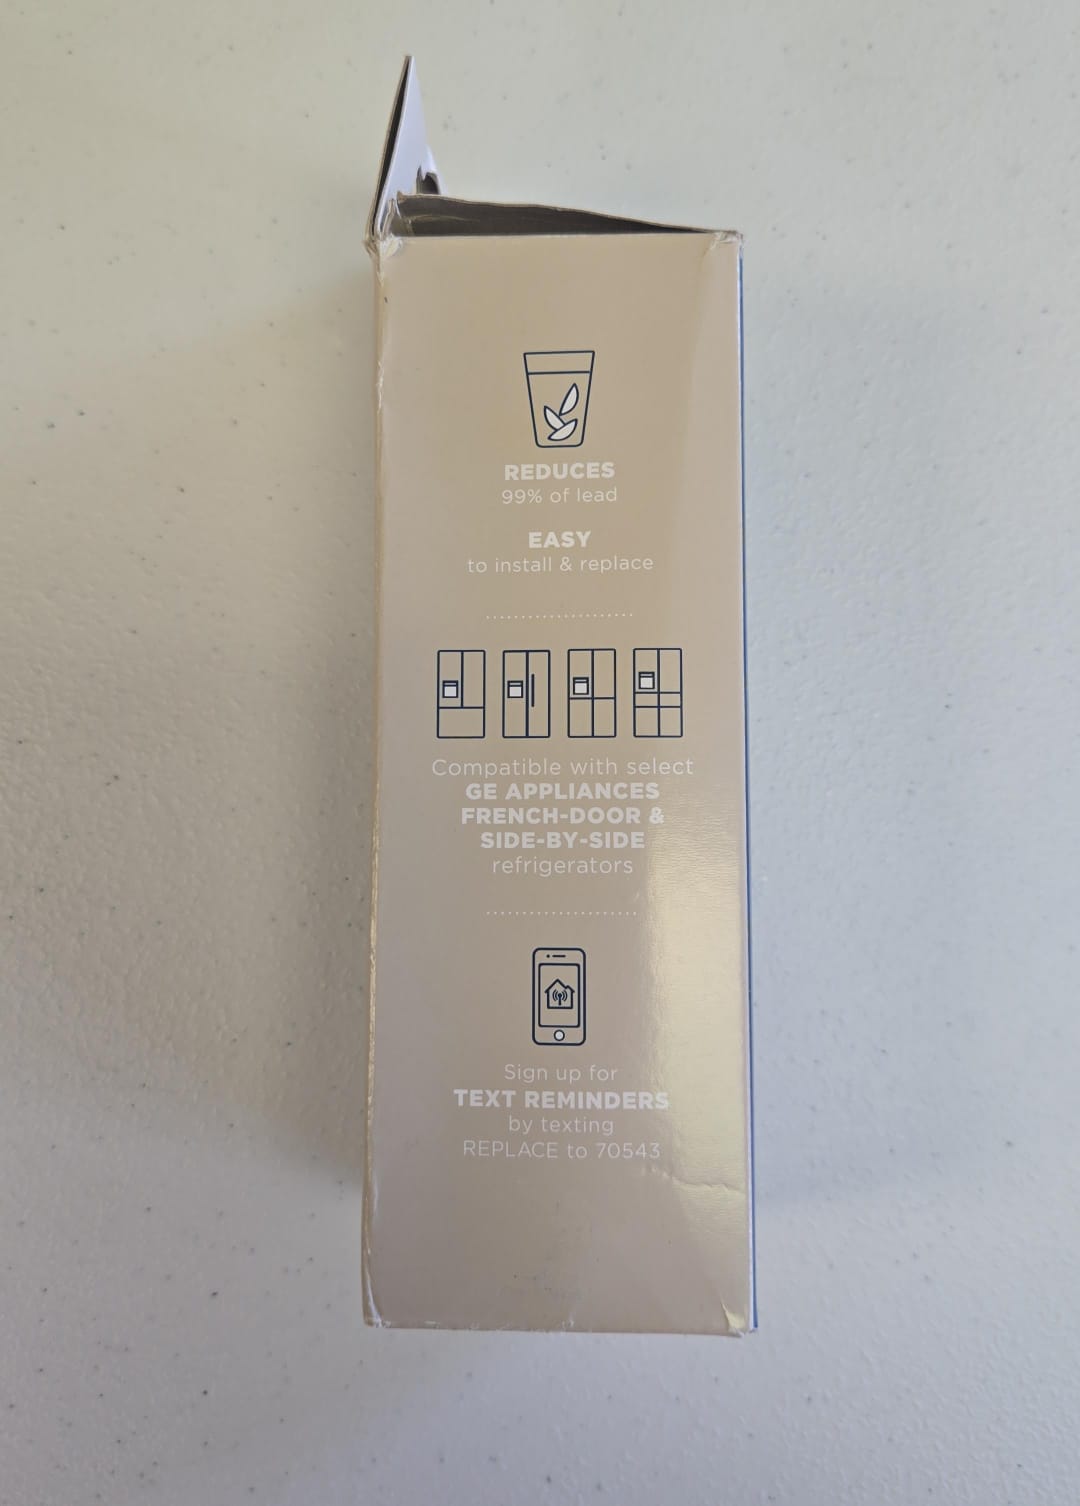 REDUCES
99% of lead
EASY
to install & replace
Compatible with select
GE APPLIANCES
FRENCH-DOOR &
SIDE-BY-SIDE
refrigerators
Sign up for
TEXT REMINDERS
by texting
REPLACE to 70543